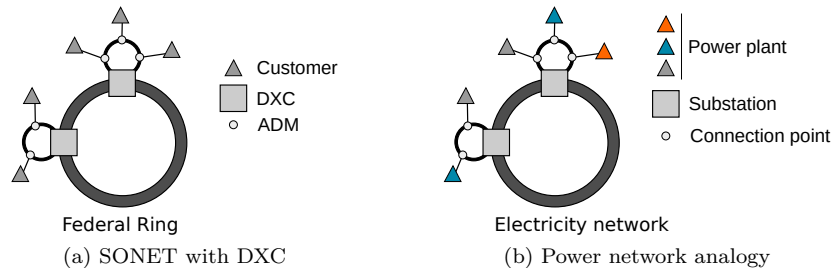 Customer
DXC
ADM
Federal Ring
(a) SONET with DXC
Power plant
Substation
Connection point
Electricity network
(b) Power network analogy